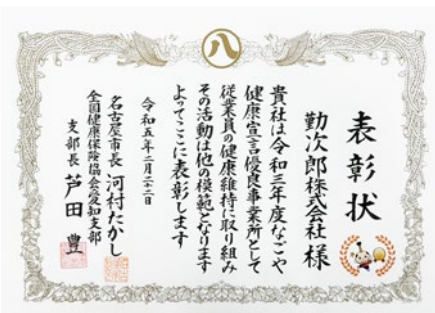 八
表彰状
勤次郎株式会社 様
貴社は令和三年度なごや
健康宣言優良事業所として
従業員の健康維持に取り組み
その活動は他の模範となります
よってここに表彰します
令和五年二月二十二日
名古屋市長 河村たかし
全国健康保険協会愛知支部
支部長 芦田 豊